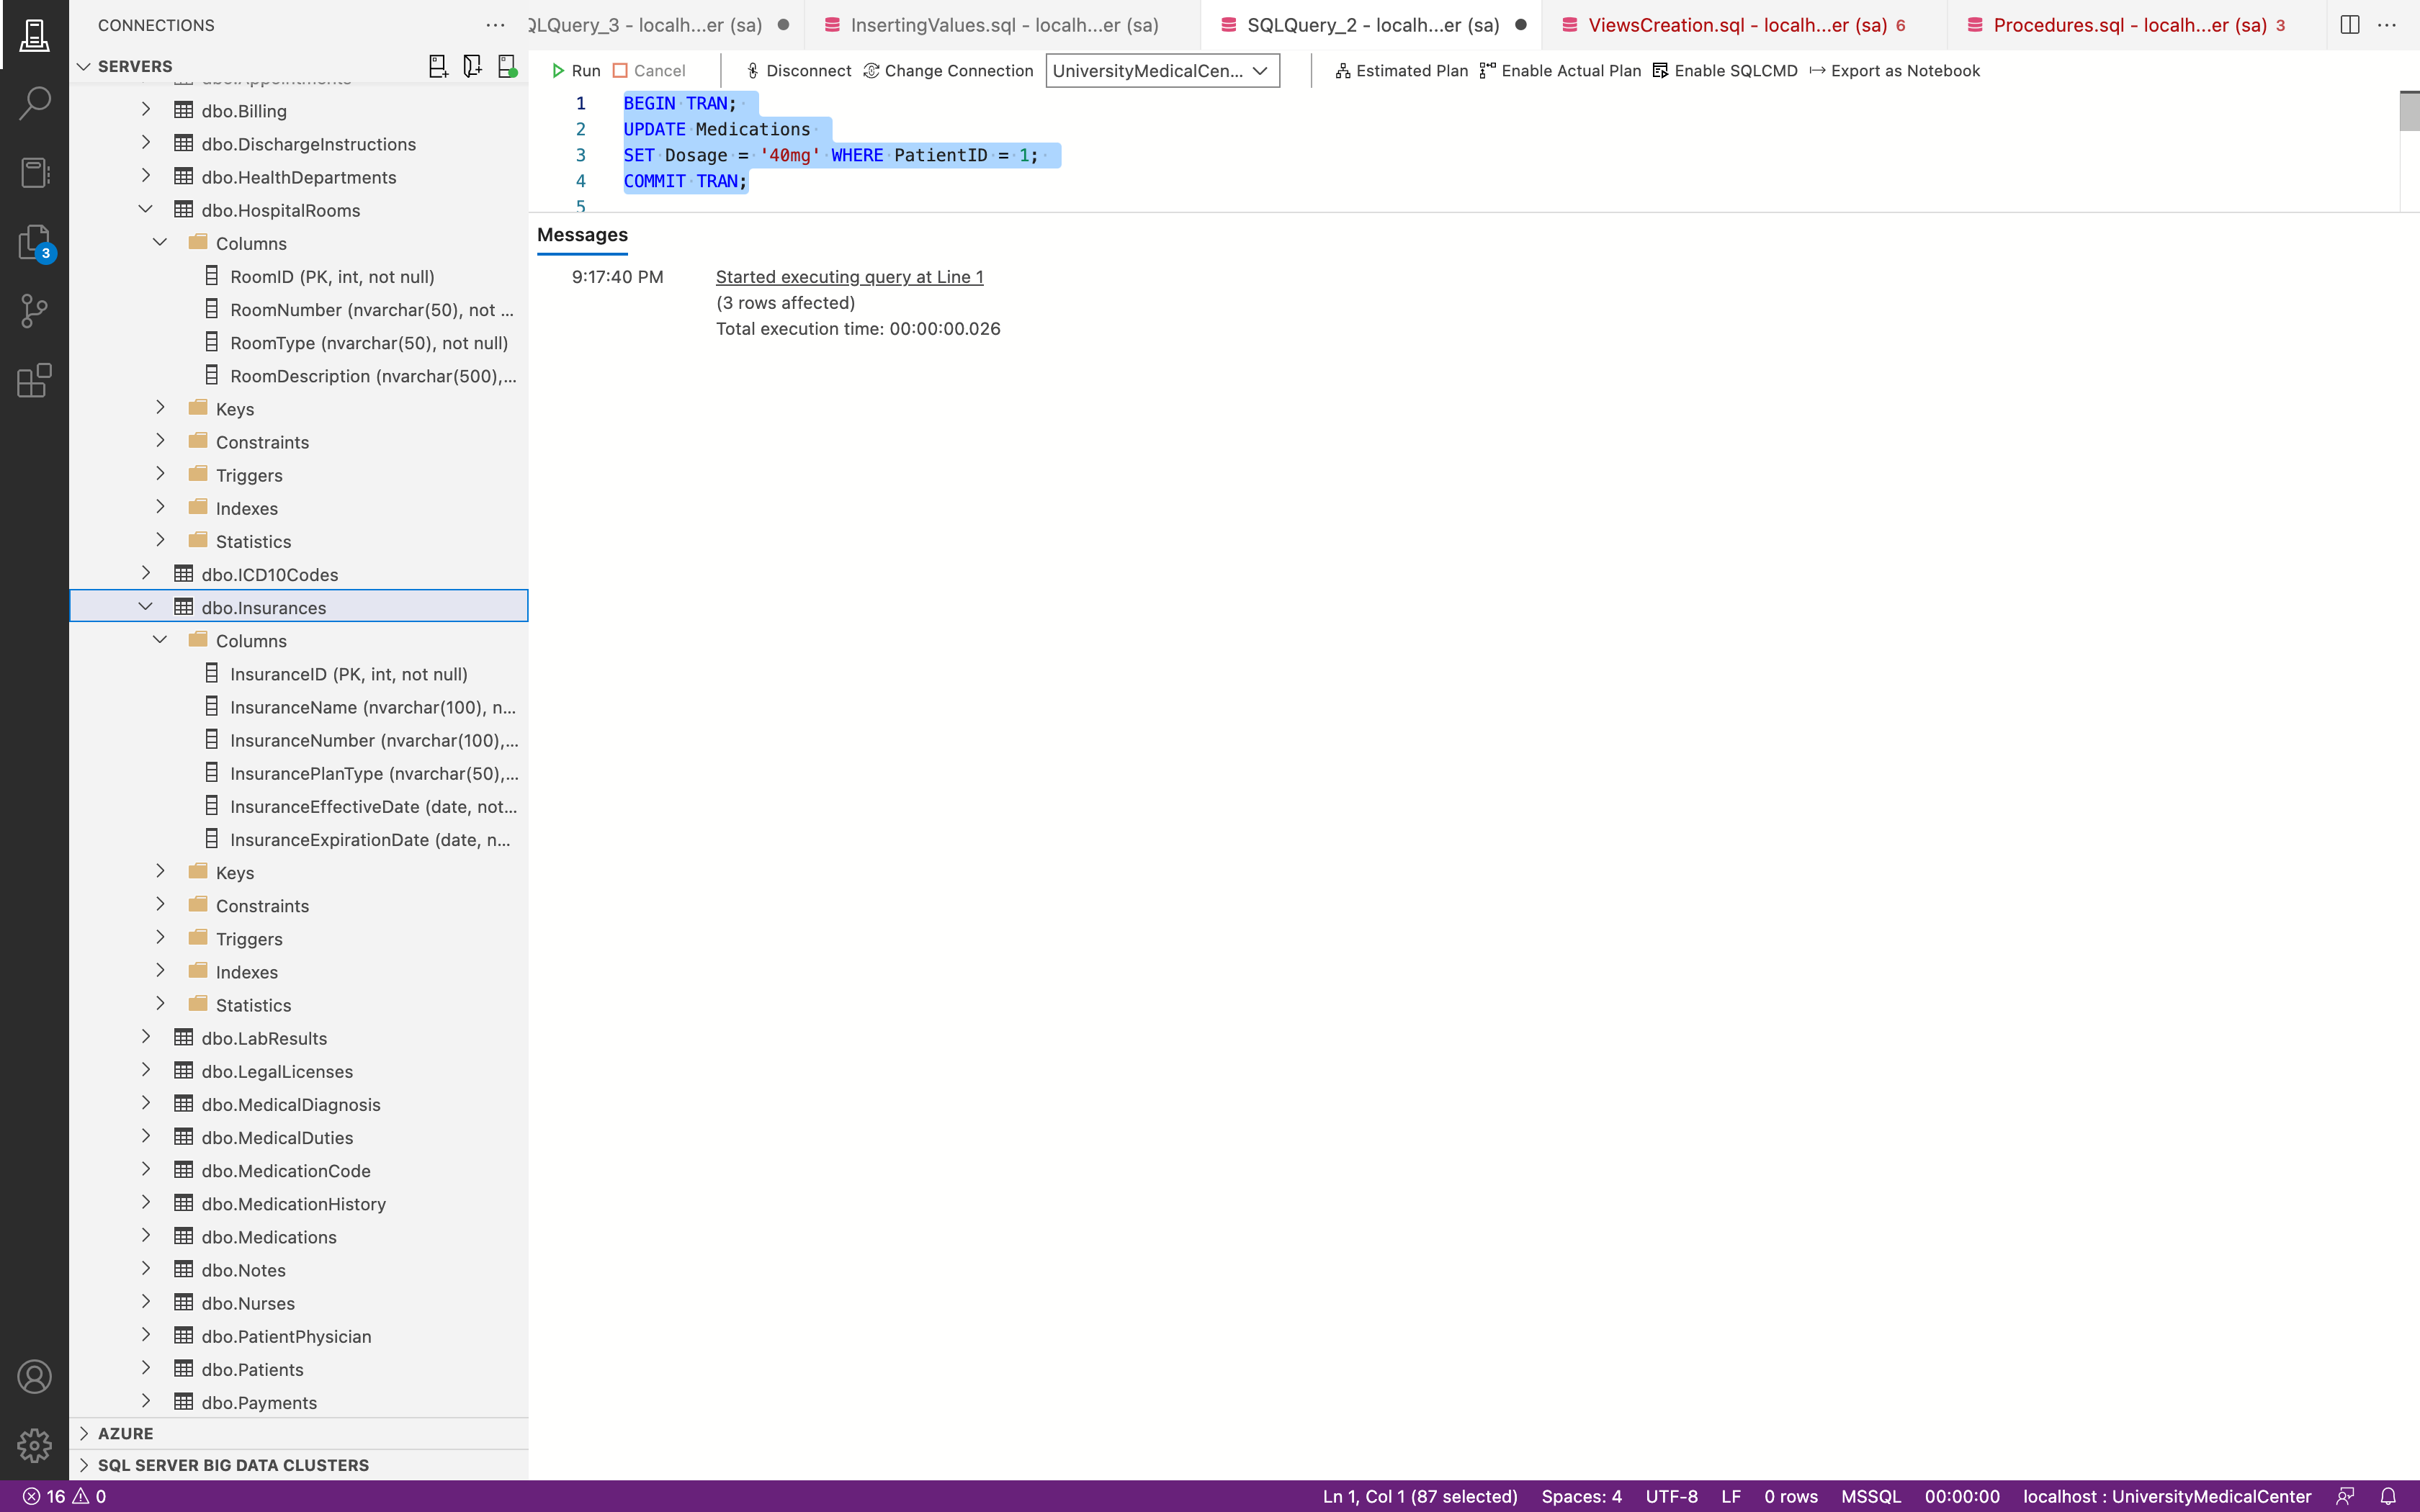 CONNECTIONS
SERVERS
dbo.Appointments
dbo.Billing
dbo.DischargeInstructions
dbo.HealthDepartments
dbo.HospitalRooms
Columns
RoomID (PK, int, not null)
RoomNumber (nvarchar(50), not ...
RoomType (nvarchar(50), not null)
RoomDescription (nvarchar(500),...
Keys
Constraints
Triggers
Indexes
Statistics
dbo.ICD10Codes
dbo.Insurances
Columns
InsuranceID (PK, int, not null)
InsuranceName (nvarchar(100), n...
InsuranceNumber (nvarchar(100),...
InsurancePlanType (nvarchar(50),...
InsuranceEffectiveDate (date, not...
InsuranceExpirationDate (date, n...
Keys
Constraints
Triggers
Indexes
Statistics
dbo.LabResults
dbo.LegalLicenses
dbo.MedicalDiagnosis
dbo.MedicalDuties
dbo.MedicationCode
dbo.MedicationHistory
dbo.Medications
dbo.Notes
dbo.Nurses
dbo.PatientPhysician
dbo.Patients
dbo.Payments
AZURE
SQL SERVER BIG DATA CLUSTERS
3
QLQuery_3 - localh...er (sa) InsertingValues.sql - localh...er (sa) SQLQuery_2 - localh...er (sa) ViewsCreation.sql - localh...er (sa) 6 Procedures.sql - localh...er (sa) 3
Run Cancel Disconnect Change Connection UniversityMedicalCen... Estimated Plan Enable Actual Plan Enable SQLCMD Export as Notebook
1 BEGIN TRAN;
2 UPDATE Medications
3 SET Dosage = '40mg' WHERE PatientID = 1;
4 COMMIT TRAN;
5
Messages
9:17:40 PM Started executing query at Line 1
(3 rows affected)
Total execution time: 00:00:00.026
16 0 Ln 1, Col 1 (87 selected) Spaces: 4 UTF-8 LF 0 rows MSSQL 00:00:00 localhost : UniversityMedicalCenter